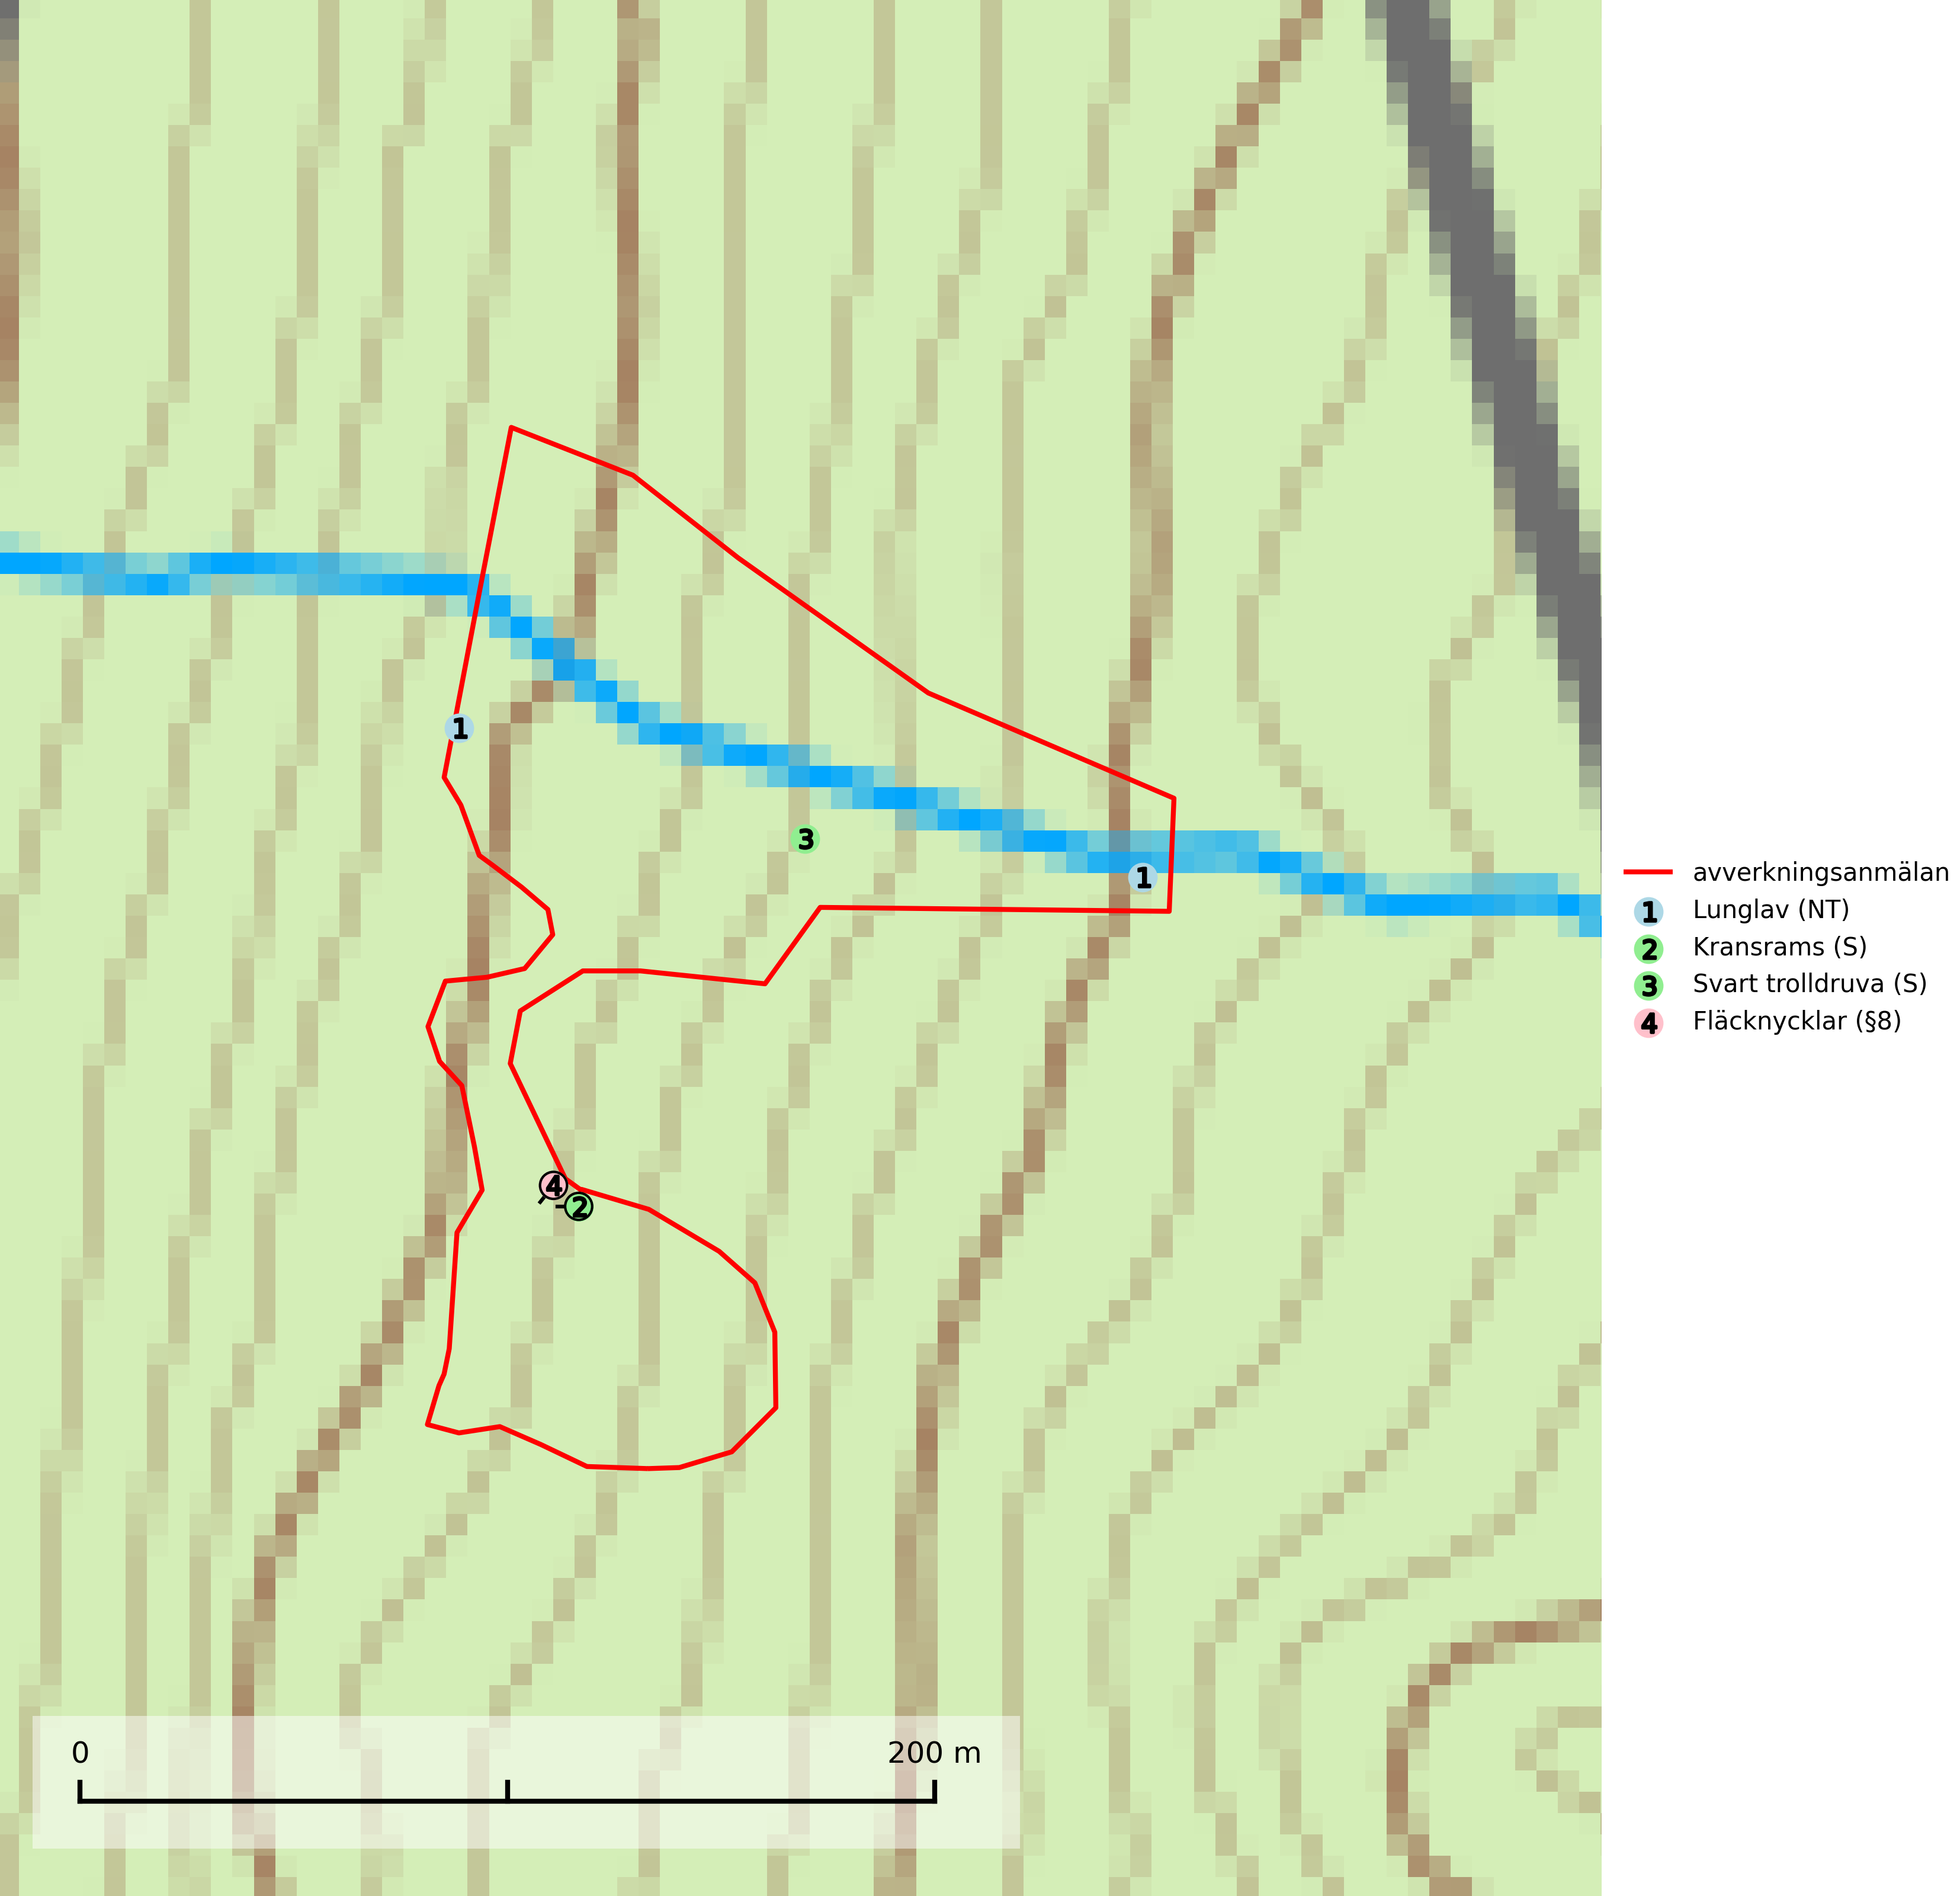 1
3
1
4
2
avverkningsanmälan
1 Lunglav (NT)
2 Kransrams (S)
3 Svart trolldruva (S)
4 Fläcknycklar (§8)
0 200 m